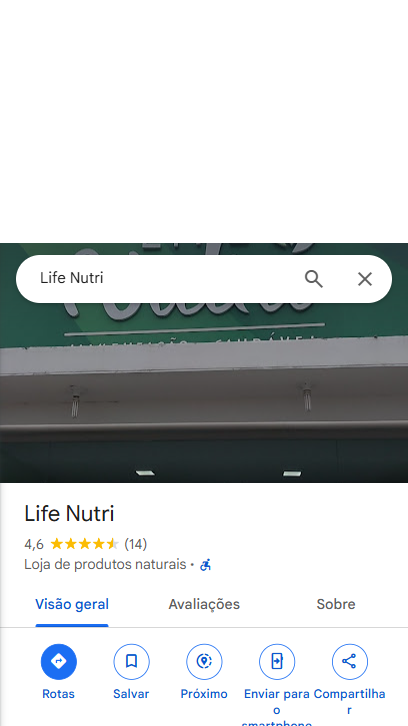 Life Nutri
Life Nutri
4,6 (14)
Loja de produtos naturais ·
Visão geral Avaliações Sobre
Rotas Salvar Próximo Enviar para o smartphone Compartilhar